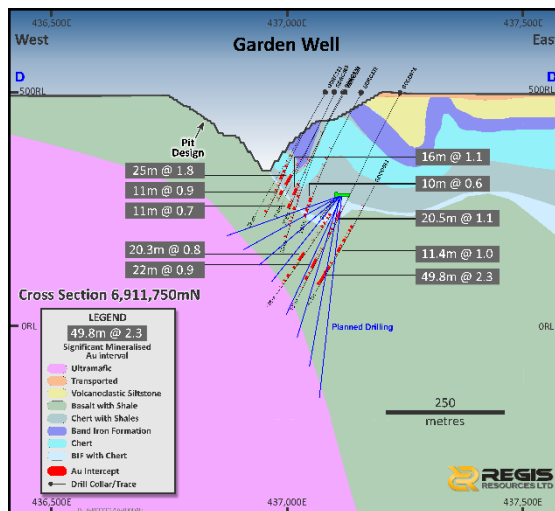 436,500E
437,000E
437,500E
West
Garden Well
East
D
D
500RL
500RL
Pit
Design
25m @ 1.8
11m @ 0.9
11m @ 0.7
16m @ 1.1
10m @ 0.6
20.5m @ 1.1
20.3m @ 0.8
22m @ 0.9
11.4m @ 1.0
49.8m @ 2.3
Cross Section 6,911,750mN
Planned Drilling
0RL
0RL
LEGEND
49.8m @ 2.3
Significant Mineralised
Au interval
Ultramafic
Transported
Volcanoclastic Siltstone
Basalt with Shale
Chert with Shales
Band Iron Formation
Chert
BIF with Chert
Au Intercept
Drill Collar/Trace
250
metres
REGIS
RESOURCES LTD
436,500E
437,000E
437,500E